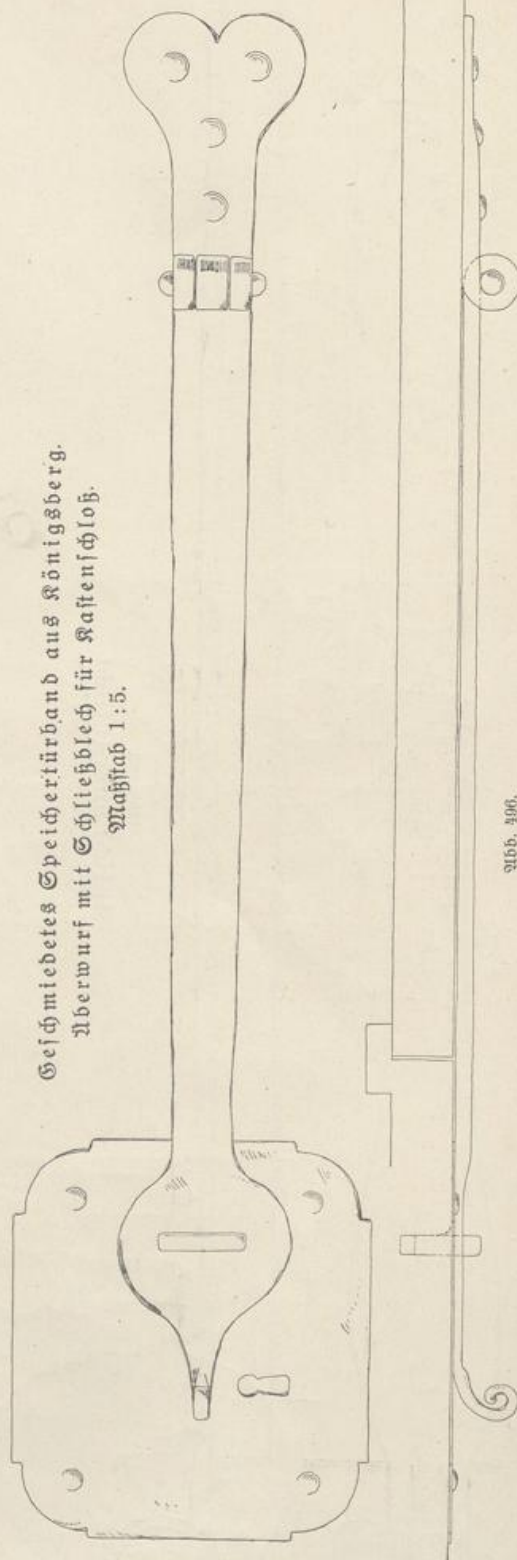 Geschmiedetes Speichertürband aus Königsberg.
Überwurf mit Schließblech für Kastenschloß.
Maßstab 1:5.
Abb. 496.